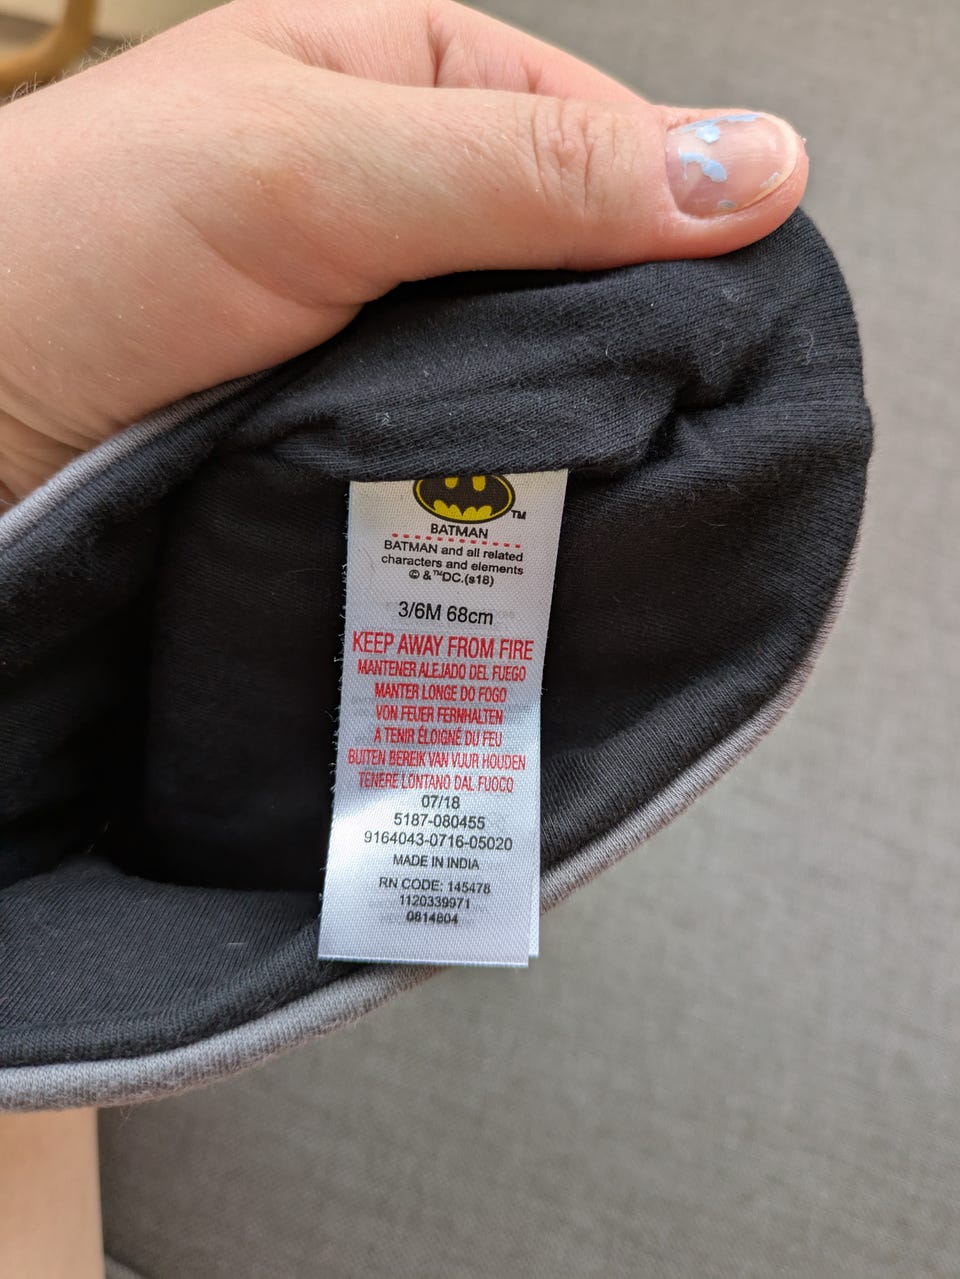 TM
BATMAN
BATMAN and all related
characters and elements
© & ™DC.(s18)
3/6M 68cm
KEEP AWAY FROM FIRE
MANTENER ALEJADO DEL FUEGO
MANTER LONGE DO FOGO
VON FEUER FERNHALTEN
A TENIR ÉLOIGNÉ DU FEU
BUITEN BEREIK VAN VUUR HOUDEN
TENERE LONTANO DAL FUOCO
07/18
5187-080455
9164043-0716-05020
MADE IN INDIA
RN CODE: 145478
1120339971
0814804